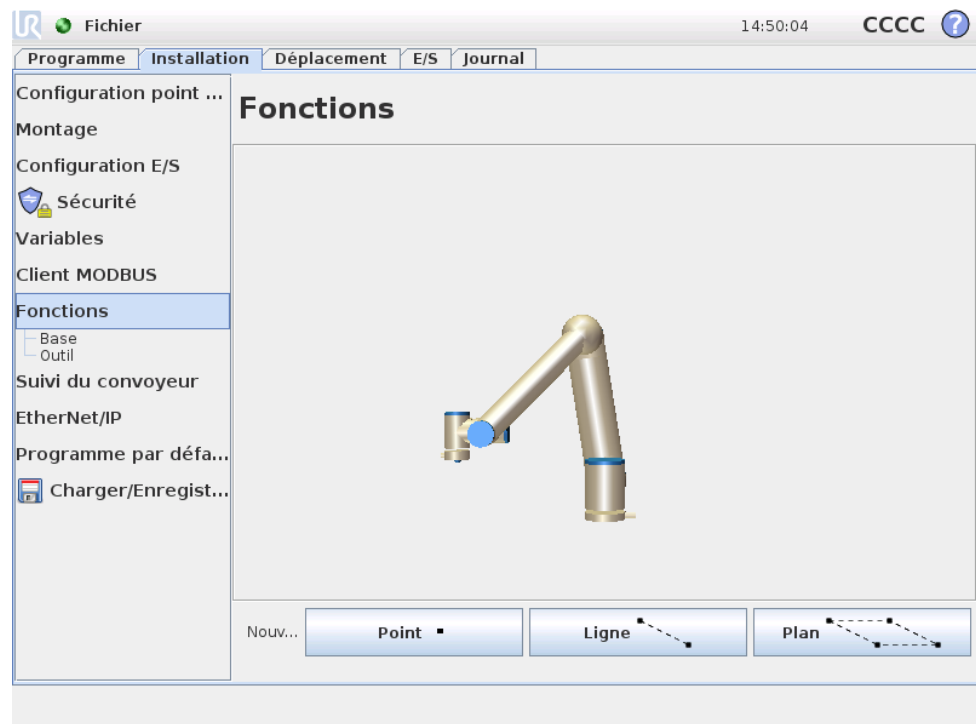 UR Fichier 14:50:04 CCCC ?
Programme Installation Déplacement E/S Journal
Configuration point ...
Fonctions
Montage
Configuration E/S
Sécurité
Variables
Client MODBUS
Fonctions
Base
Outil
Suivi du convoyeur
EtherNet/IP
Programme par défa...
Charger/Enregist...
Nouv... Point Ligne Plan